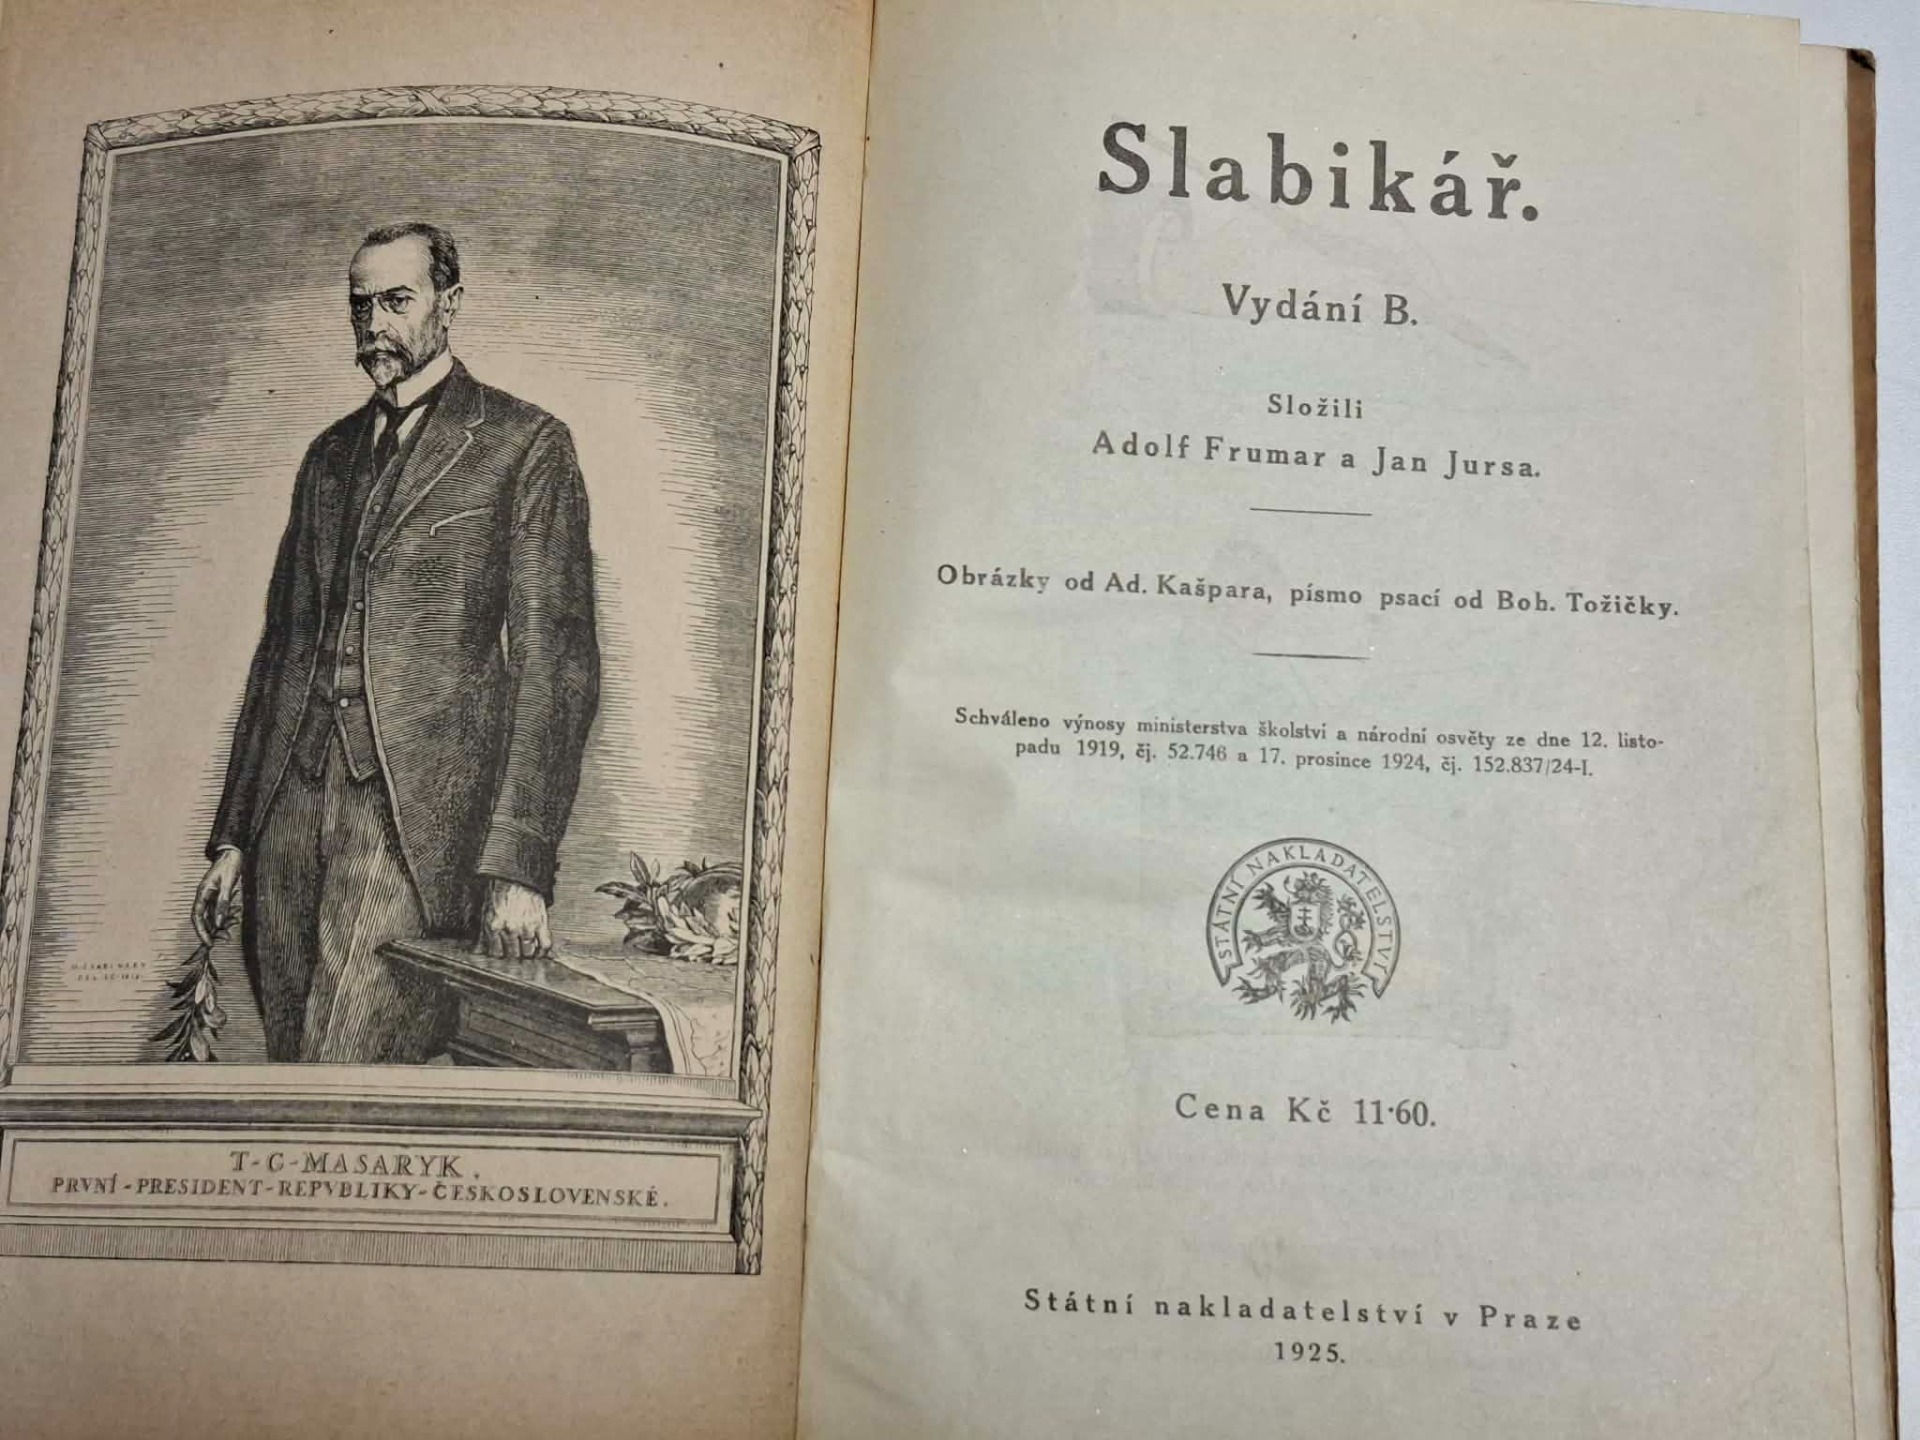 T-G-MASARYK.
PRVNÍ-PRESIDENT-REPVBLIKY-ČESKOSLOVENSKÉ.
Slabikář.
Vydání B.
Složili
Adolf Frumar a Jan Jursa.
Obrázky od Ad. Kašpara, písmo psací od Boh. Tožičky.
Schváleno výnosy ministerstva školství a národní osvěty ze dne 12. listo-
padu 1919, čj. 52.746 a 17. prosince 1924, čj. 152.837/24-I.
STÁTNÍ NAKLADATELSTVÍ
Cena Kč 11·60.
Státní nakladatelství v Praze
1925.